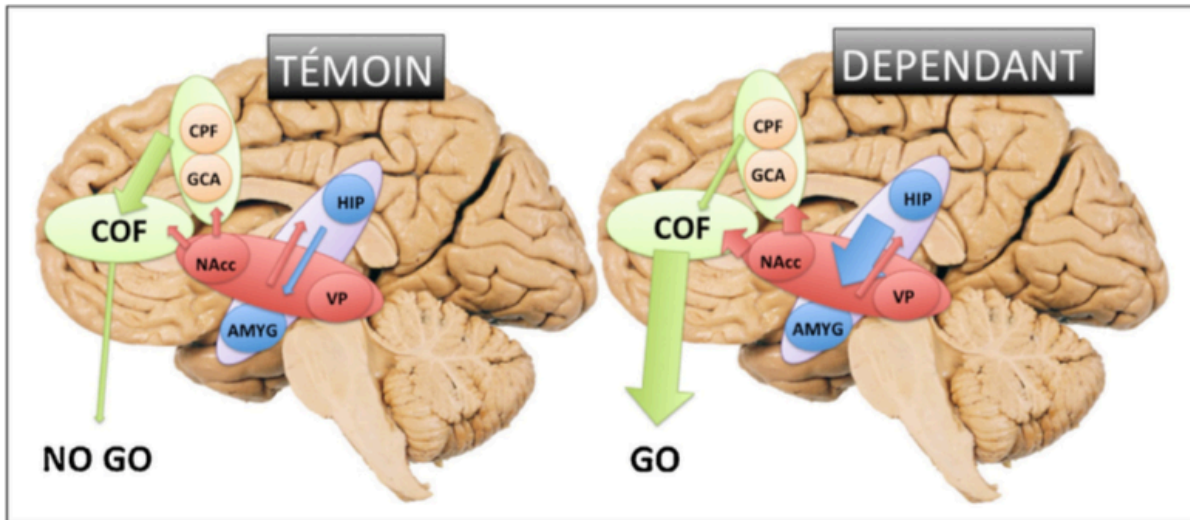 TÉMOIN
CPF
GCA
COF
HIP
NAcc
VP
AMYG
NO GO
DEPENDANT
CPF
GCA
COF
HIP
NAcc
VP
AMYG
GO